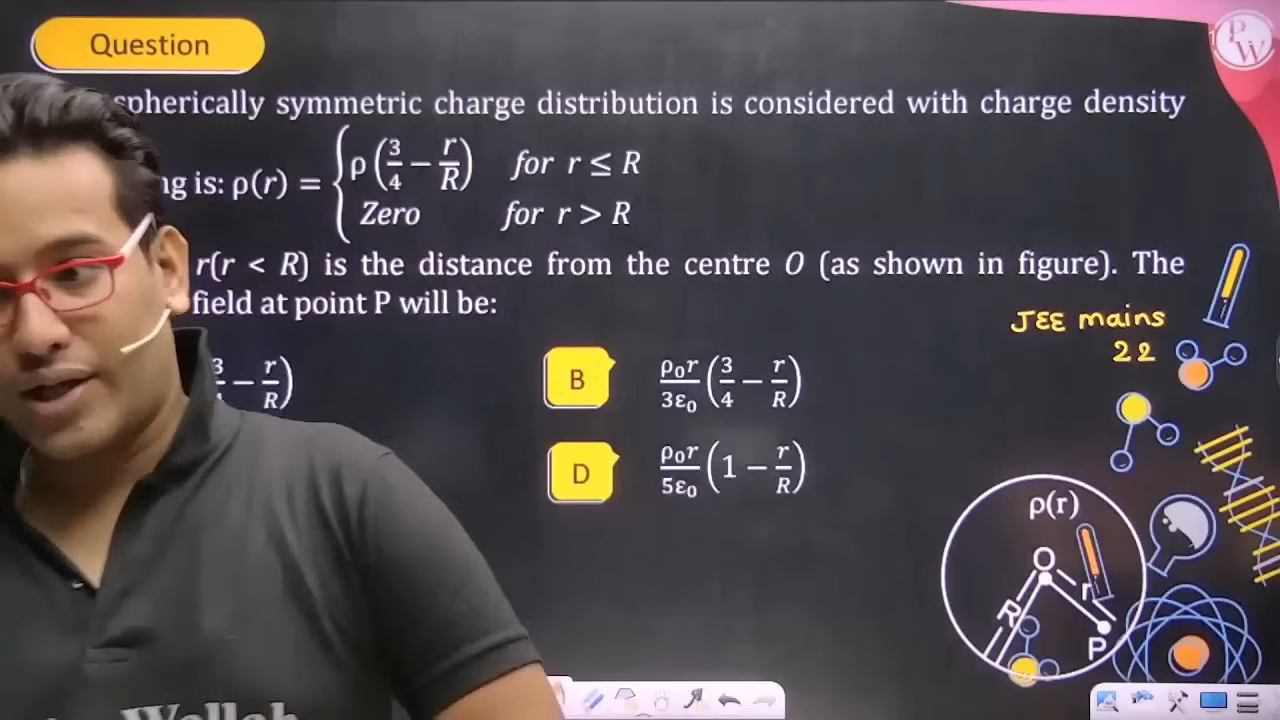 Question
spherically symmetric charge distribution is considered with charge density
ng is: ρ(r) = { ρ(3/4 − r/R) for r ≤ R
Zero for r > R
r(r < R) is the distance from the centre O (as shown in figure). The
field at point P will be:
JEE mains
22
− r/R)
B ρ₀r/3ε₀ (3/4 − r/R)
D ρ₀r/5ε₀ (1 − r/R)
ρ(r)
O
r
R
P
PW
Wallah